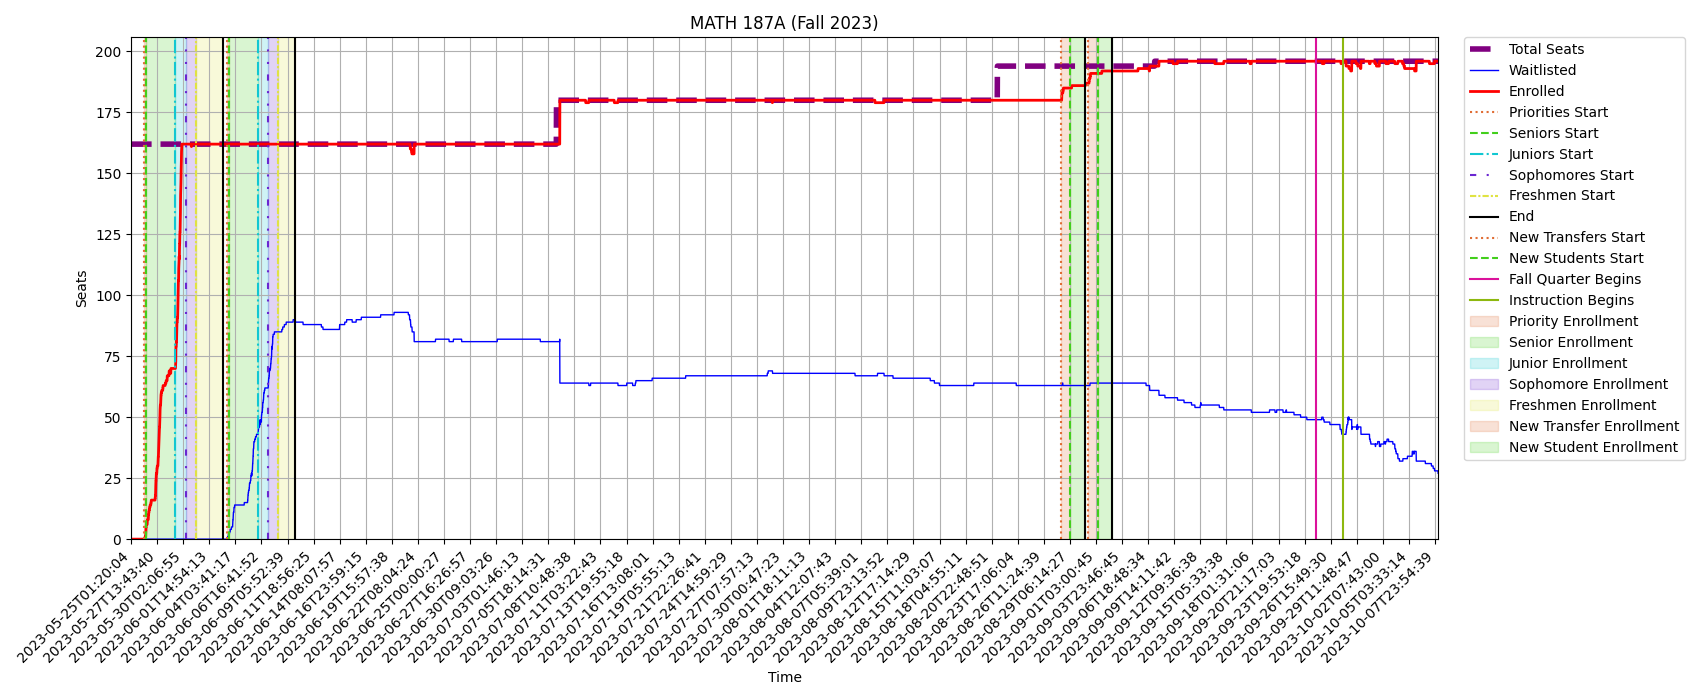 MATH 187A (Fall 2023)
Seats
200
175
150
125
100
75
50
25
0
2023-05-25T01:20:04
2023-05-27T13:43:40
2023-05-30T02:06:55
2023-06-01T14:54:13
2023-06-04T03:41:17
2023-06-06T16:41:52
2023-06-09T05:52:39
2023-06-11T18:56:25
2023-06-14T08:07:57
2023-06-16T23:59:15
2023-06-19T15:57:38
2023-06-22T08:04:24
2023-06-27T00:00:27
2023-06-27T16:26:57
2023-06-30T09:03:26
2023-07-03T01:46:13
2023-07-05T18:14:31
2023-07-08T10:48:38
2023-07-11T03:22:43
2023-07-13T19:55:18
2023-07-16T13:08:01
2023-07-19T05:55:13
2023-07-21T22:26:41
2023-07-24T14:59:29
2023-07-27T07:57:13
2023-07-30T00:47:23
2023-08-01T18:11:13
2023-08-04T12:07:43
2023-08-07T05:39:01
2023-08-09T23:13:52
2023-08-12T17:14:29
2023-08-15T11:03:07
2023-08-18T04:55:11
2023-08-20T22:48:51
2023-08-23T17:06:04
2023-08-26T11:24:39
2023-08-29T06:14:27
2023-09-01T03:00:45
2023-09-03T23:46:45
2023-09-06T18:48:34
2023-09-09T14:11:42
2023-09-12T09:36:38
2023-09-15T05:33:38
2023-09-18T01:31:06
2023-09-20T21:17:03
2023-09-23T19:53:18
2023-09-26T15:49:30
2023-09-29T11:48:47
2023-10-02T07:43:00
2023-10-05T03:33:14
2023-10-07T23:54:39
Time
Total Seats
Waitlisted
Enrolled
Priorities Start
Seniors Start
Juniors Start
Sophomores Start
Freshmen Start
End
New Transfers Start
New Students Start
Fall Quarter Begins
Instruction Begins
Priority Enrollment
Senior Enrollment
Junior Enrollment
Sophomore Enrollment
Freshmen Enrollment
New Transfer Enrollment
New Student Enrollment